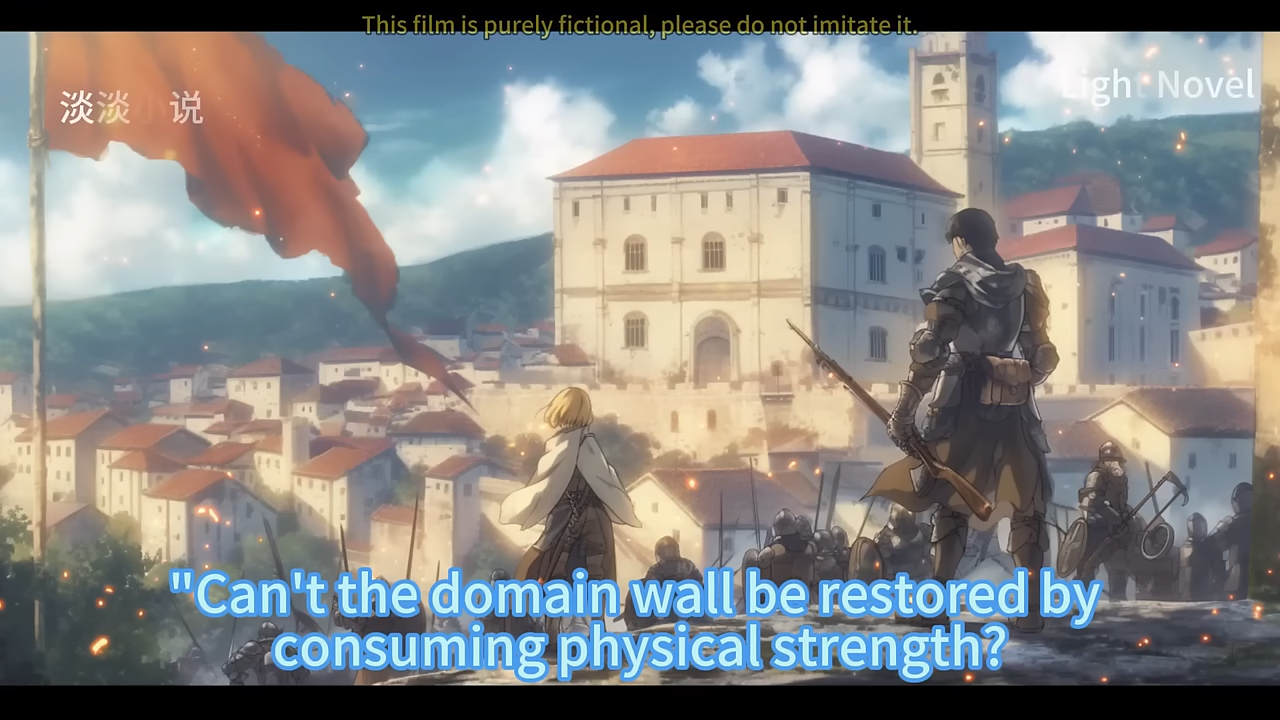 This film is purely fictional, please do not imitate it.
淡淡小说
Light Novel
"Can't the domain wall be restored by
consuming physical strength?